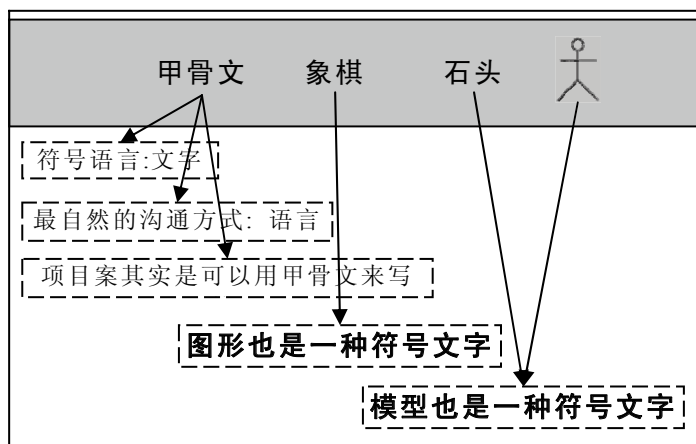 甲骨文 象棋 石头
符号语言:文字
最自然的沟通方式: 语言
项目案其实是可以用甲骨文来写
图形也是一种符号文字
模型也是一种符号文字